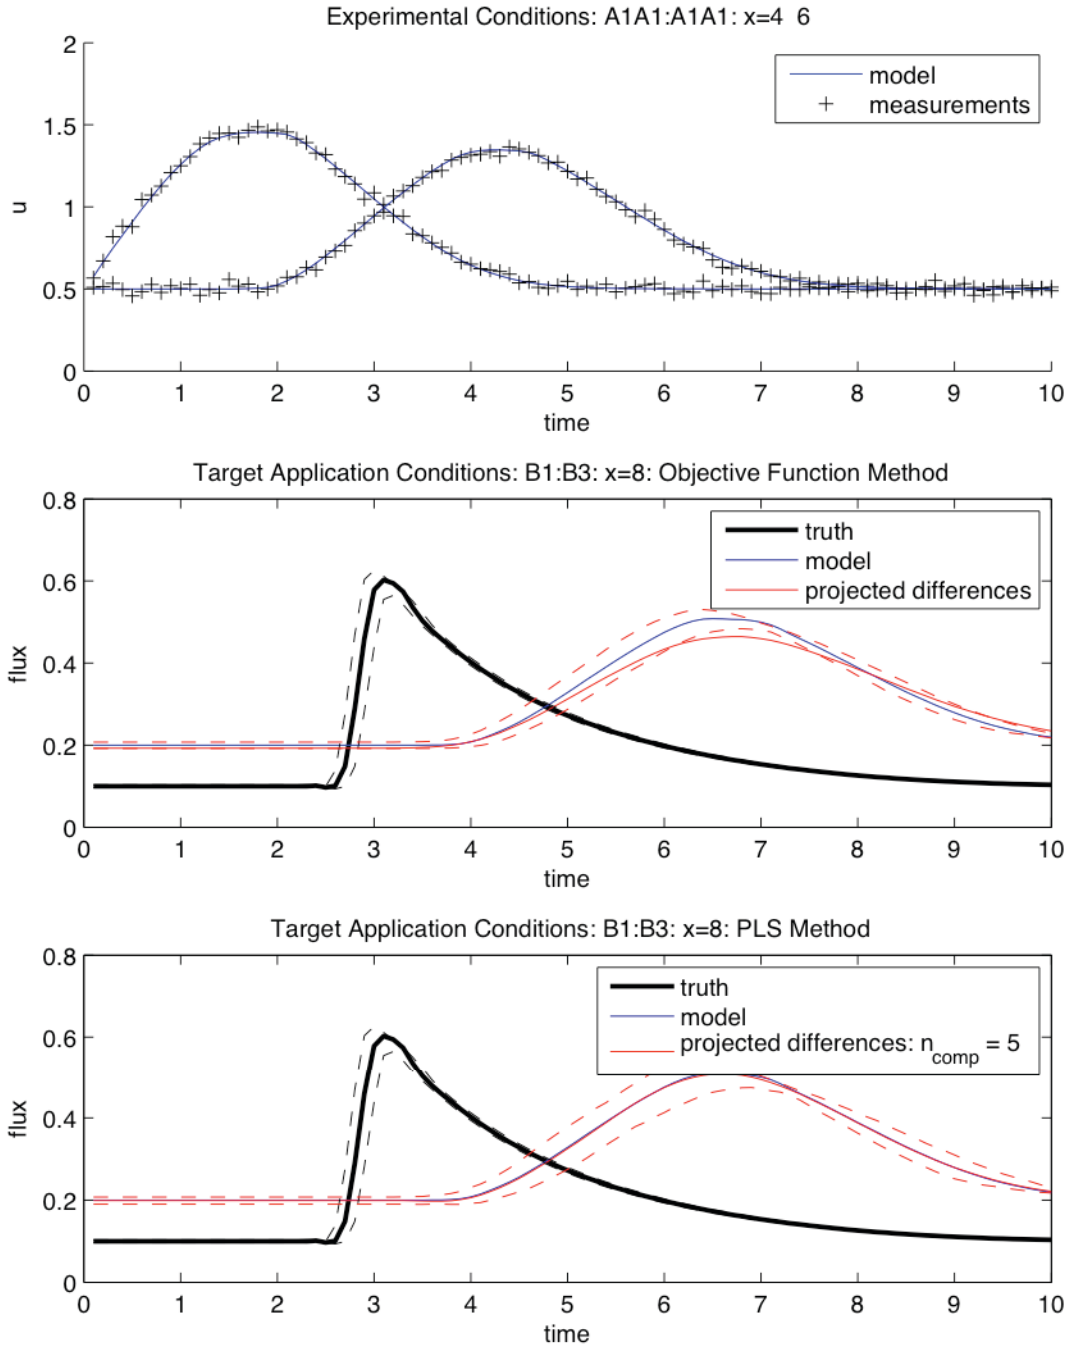 Experimental Conditions: A1A1:A1A1: x=4  6
2
1.5
1
0.5
0
u
model
measurements
0 1 2 3 4 5 6 7 8 9 10
time
Target Application Conditions: B1:B3: x=8: Objective Function Method
0.8
0.6
0.4
0.2
0
flux
truth
model
projected differences
0 1 2 3 4 5 6 7 8 9 10
time
Target Application Conditions: B1:B3: x=8: PLS Method
0.8
0.6
0.4
0.2
0
flux
truth
model
projected differences: n_comp = 5
0 1 2 3 4 5 6 7 8 9 10
time